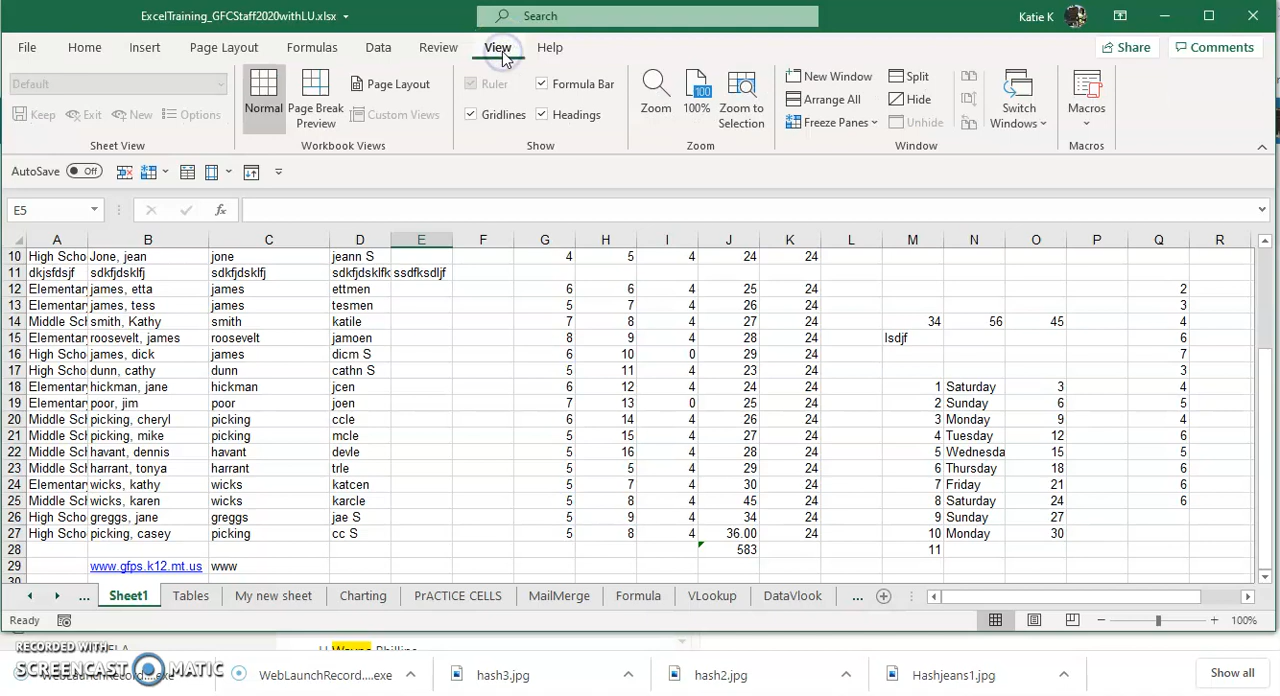 ExcelTraining_GFCStaff2020withLU.xlsx
Search
Katie K
File Home Insert Page Layout Formulas Data Review View Help Share Comments
Default
Keep Exit New Options
Sheet View
Normal
Page Break Preview
Page Layout
Custom Views
Workbook Views
Ruler Formula Bar
Gridlines Headings
Show
Zoom
100
100%
Zoom to Selection
Zoom
New Window
Arrange All
Freeze Panes
Split
Hide
Unhide
Switch Windows
Window
Macros
Macros
AutoSave Off
E5
fx
A B C D E F G H I J K L M N O P Q R
10 High Scho Jone, jean jone jeann S 4 5 4 24 24
11 dkjsfdsjf sdkfjdsklfj sdkfjdsklfj sdkfjdsklfk ssdfksdljf
12 Elementary james, etta james ettmen 6 6 4 25 24 2
13 Elementary james, tess james tesmen 5 7 4 26 24 3
14 Middle Sch smith, Kathy smith katile 7 8 4 27 24 34 56 45 4
15 Elementary roosevelt, james roosevelt jamoen 8 9 4 28 24 lsdjf 6
16 High Scho james, dick james dicm S 6 10 0 29 24 7
17 High Scho dunn, cathy dunn cathn S 5 11 4 23 24 3
18 Elementary hickman, jane hickman jcen 6 12 4 24 24 1 Saturday 3 4
19 Elementary poor, jim poor joen 7 13 0 25 24 2 Sunday 6 5
20 Middle Sch picking, cheryl picking ccle 6 14 4 26 24 3 Monday 9 4
21 Middle Sch picking, mike picking mcle 5 15 4 27 24 4 Tuesday 12 6
22 Middle Sch havant, dennis havant devle 5 16 4 28 24 5 Wednesda 15 5
23 Middle Sch harrant, tonya harrant trle 5 5 4 29 24 6 Thursday 18 6
24 Elementary wicks, kathy wicks katcen 5 7 4 30 24 7 Friday 21 6
25 Middle Sch wicks, karen wicks karcle 5 8 4 45 24 8 Saturday 24 6
26 High Scho greggs, jane greggs jae S 5 9 4 34 24 9 Sunday 27
27 High Scho picking, casey picking cc S 5 8 4 36.00 24 10 Monday 30
28 583 11
29 www.gfps.k12.mt.us www
30
... Sheet1 Tables My new sheet Charting PrACTICE CELLS MailMerge Formula VLookup DataVlook ...
Ready
100%
RECORDED WITH
SCREENCAST MATIC
WebLaunchRecord....exe hash3.jpg hash2.jpg Hashjeans1.jpg Show all